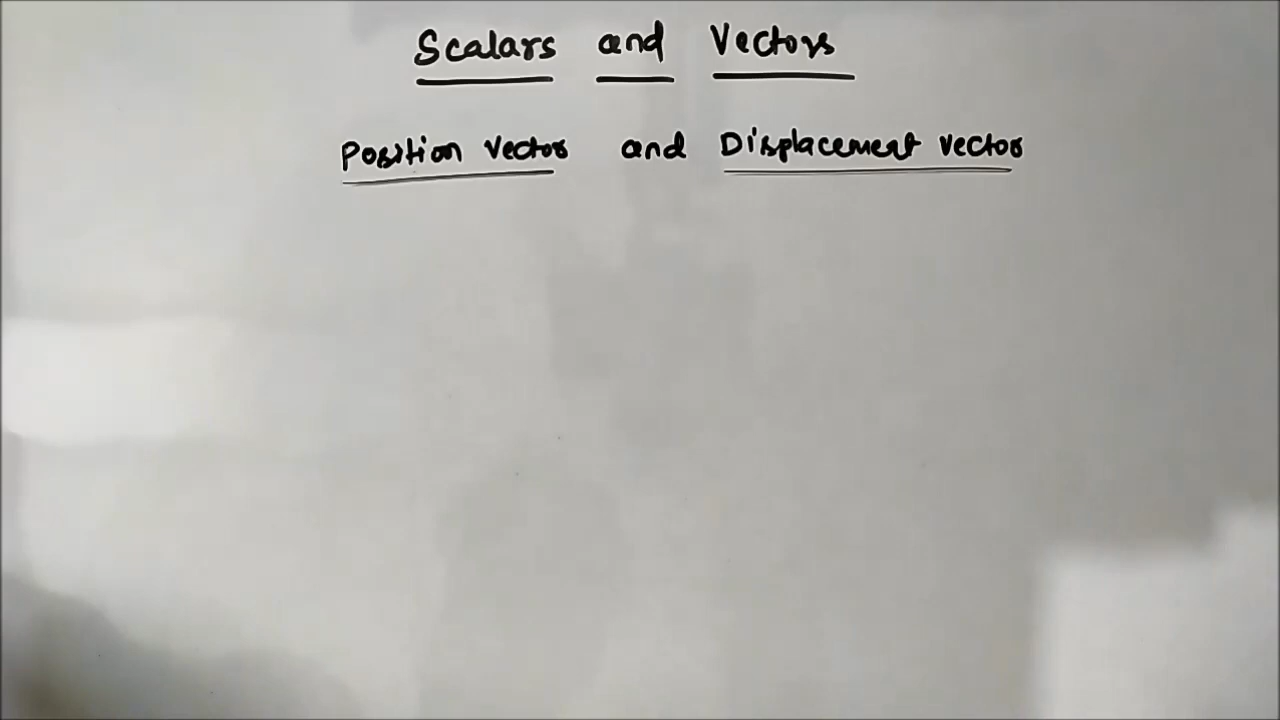 Scalars and Vectors
Position vector and Displacement vector